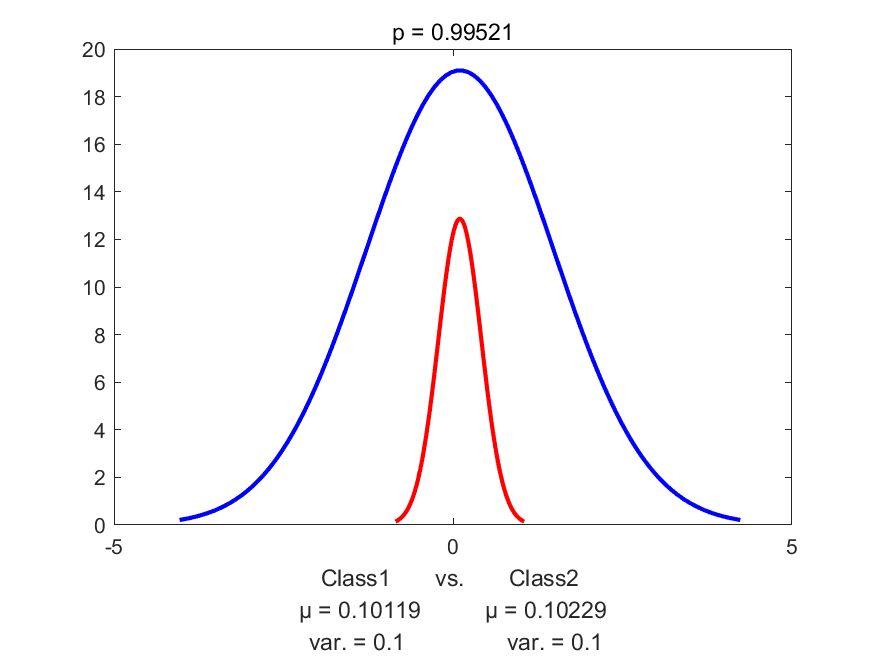 p = 0.99521
20
18
16
14
12
10
8
6
4
2
0
-5 0 5
Class1 vs. Class2
μ = 0.10119 μ = 0.10229
var. = 0.1 var. = 0.1